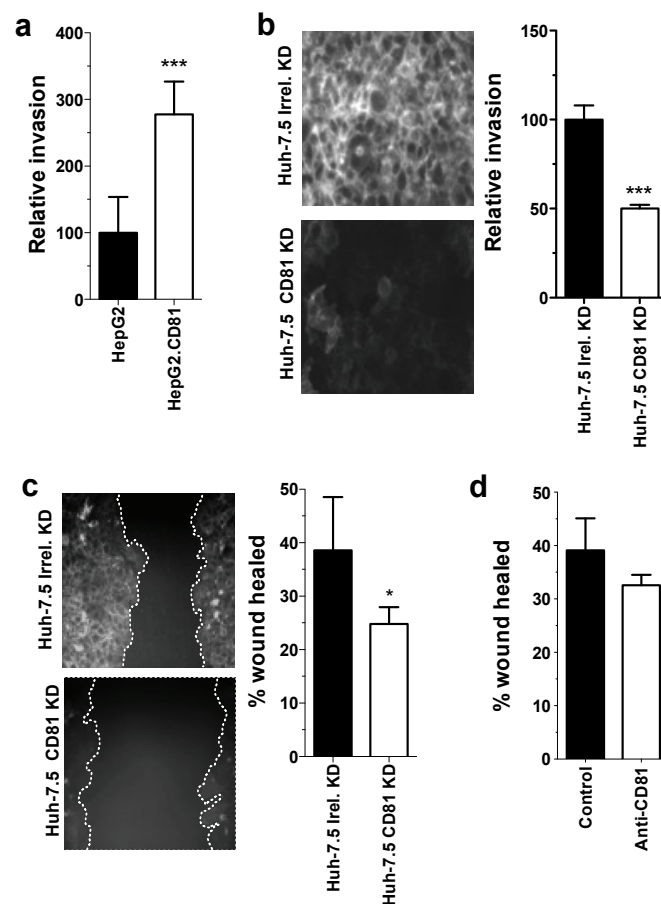 a
Relative invasion
400
300
200
100
0
***
HepG2
HepG2.CD81
b
Huh-7.5 Irrel. KD
Huh-7.5 CD81 KD
Relative invasion
150
100
50
0
***
Huh-7.5 Irel. KD
Huh-7.5 CD81 KD
c
Huh-7.5 Irrel. KD
Huh-7.5 CD81 KD
% wound healed
50
40
30
20
10
0
*
Huh-7.5 Irel. KD
Huh-7.5 CD81 KD
d
% wound healed
50
40
30
20
10
0
Control
Anti-CD81